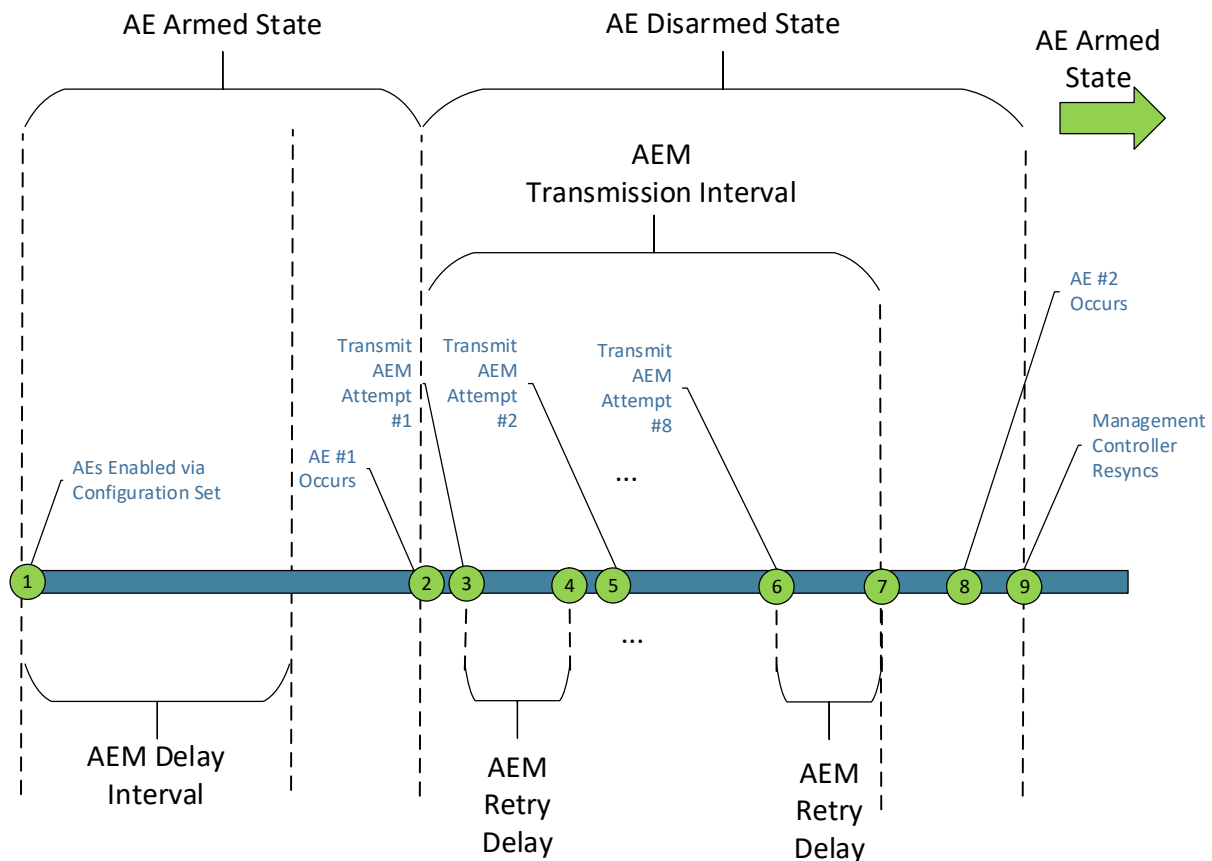 AE Armed State
AE Disarmed State
AE Armed
State
AEM
Transmission Interval
AE #2
Occurs
Transmit
AEM
Attempt
#1
Transmit
AEM
Attempt
#2
Transmit
AEM
Attempt
#8
Management
Controller
Resyncs
AE #1
Occurs
AEs Enabled via
Configuration Set
...
1
2
3
4
5
6
7
8
9
...
AEM Delay
Interval
AEM
Retry
Delay
AEM
Retry
Delay